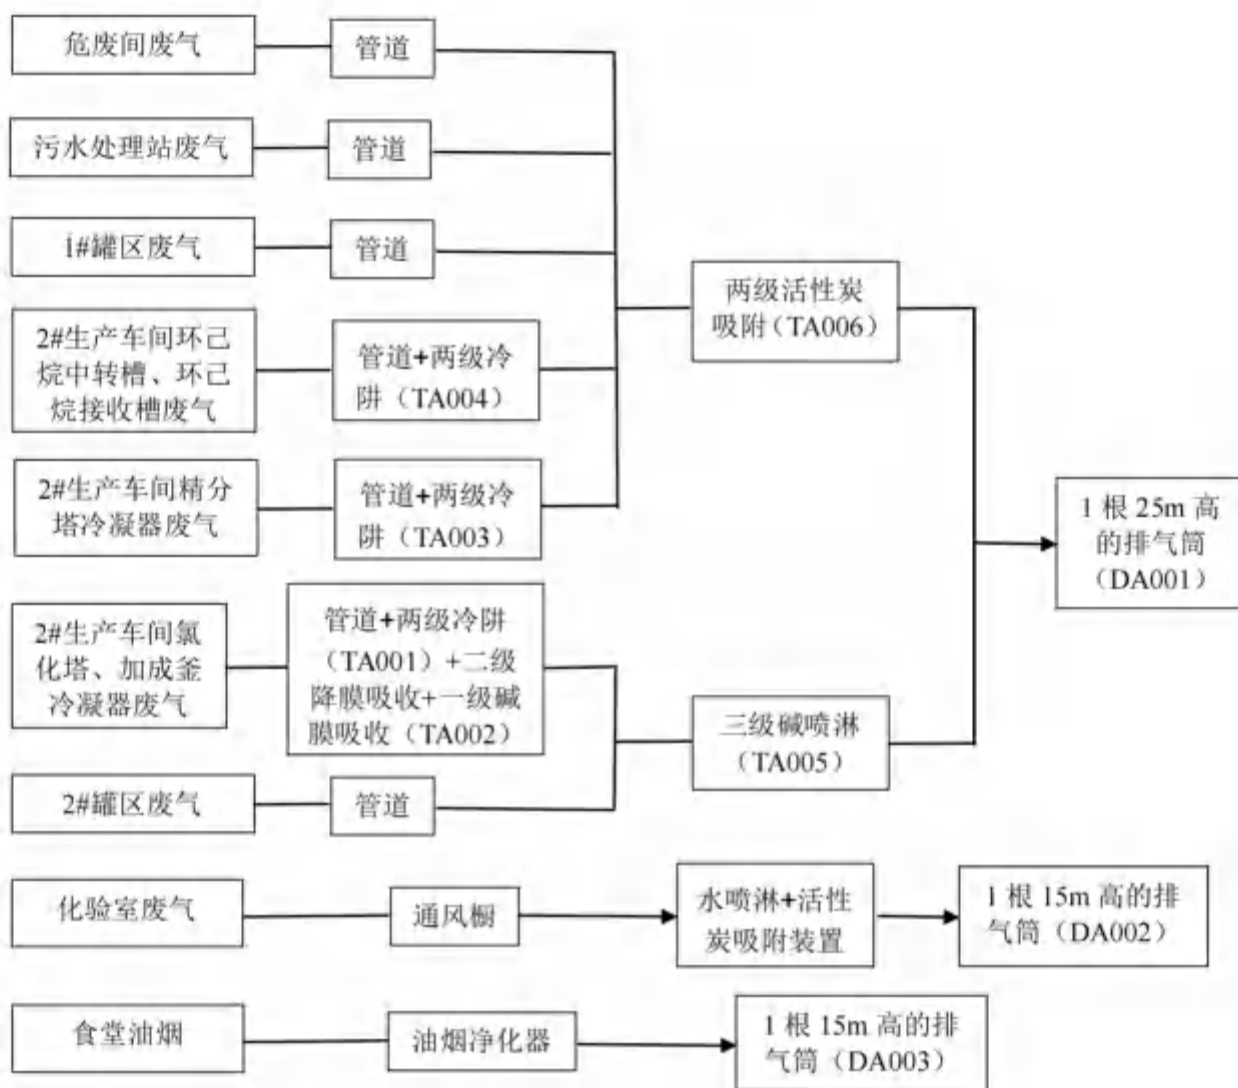 危废间废气
管道
污水处理站废气
管道
1#罐区废气
管道
两级活性炭
吸附（TA006）
2#生产车间环己
烷中转槽、环己
烷接收槽废气
管道+两级冷
阱（TA004）
2#生产车间精分
塔冷凝器废气
管道+两级冷
阱（TA003）
1 根 25m 高
的排气筒
（DA001）
2#生产车间氯
化塔、加成釜
冷凝器废气
管道+两级冷阱
（TA001）+二级
降膜吸收+一级碱
膜吸收（TA002）
三级碱喷淋
（TA005）
2#罐区废气
管道
化验室废气
通风橱
水喷淋+活性
炭吸附装置
1 根 15m 高的排
气筒（DA002）
食堂油烟
油烟净化器
1 根 15m 高的排
气筒（DA003）